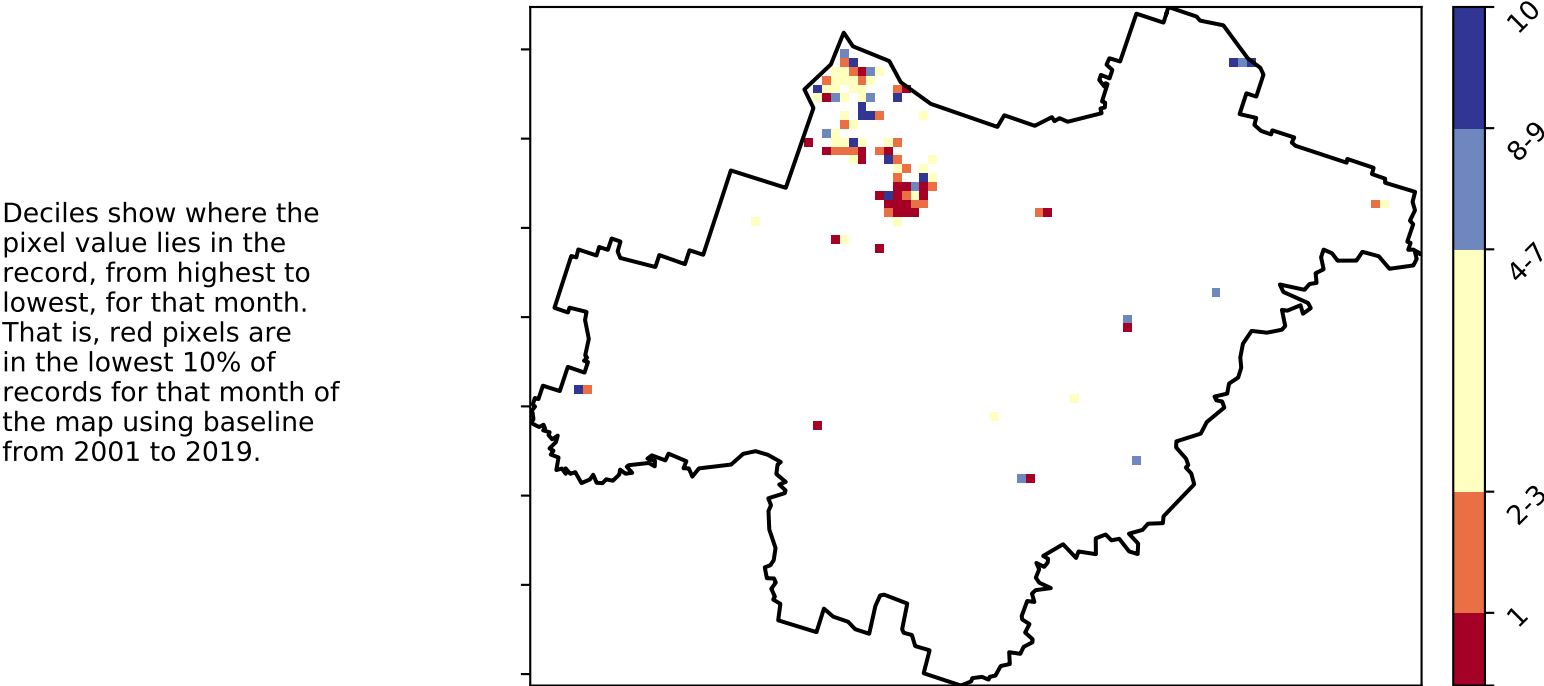 Deciles show where the
pixel value lies in the
record, from highest to
lowest, for that month.
That is, red pixels are
in the lowest 10% of
records for that month of
the map using baseline
from 2001 to 2019.
10
8-9
4-7
2-3
1